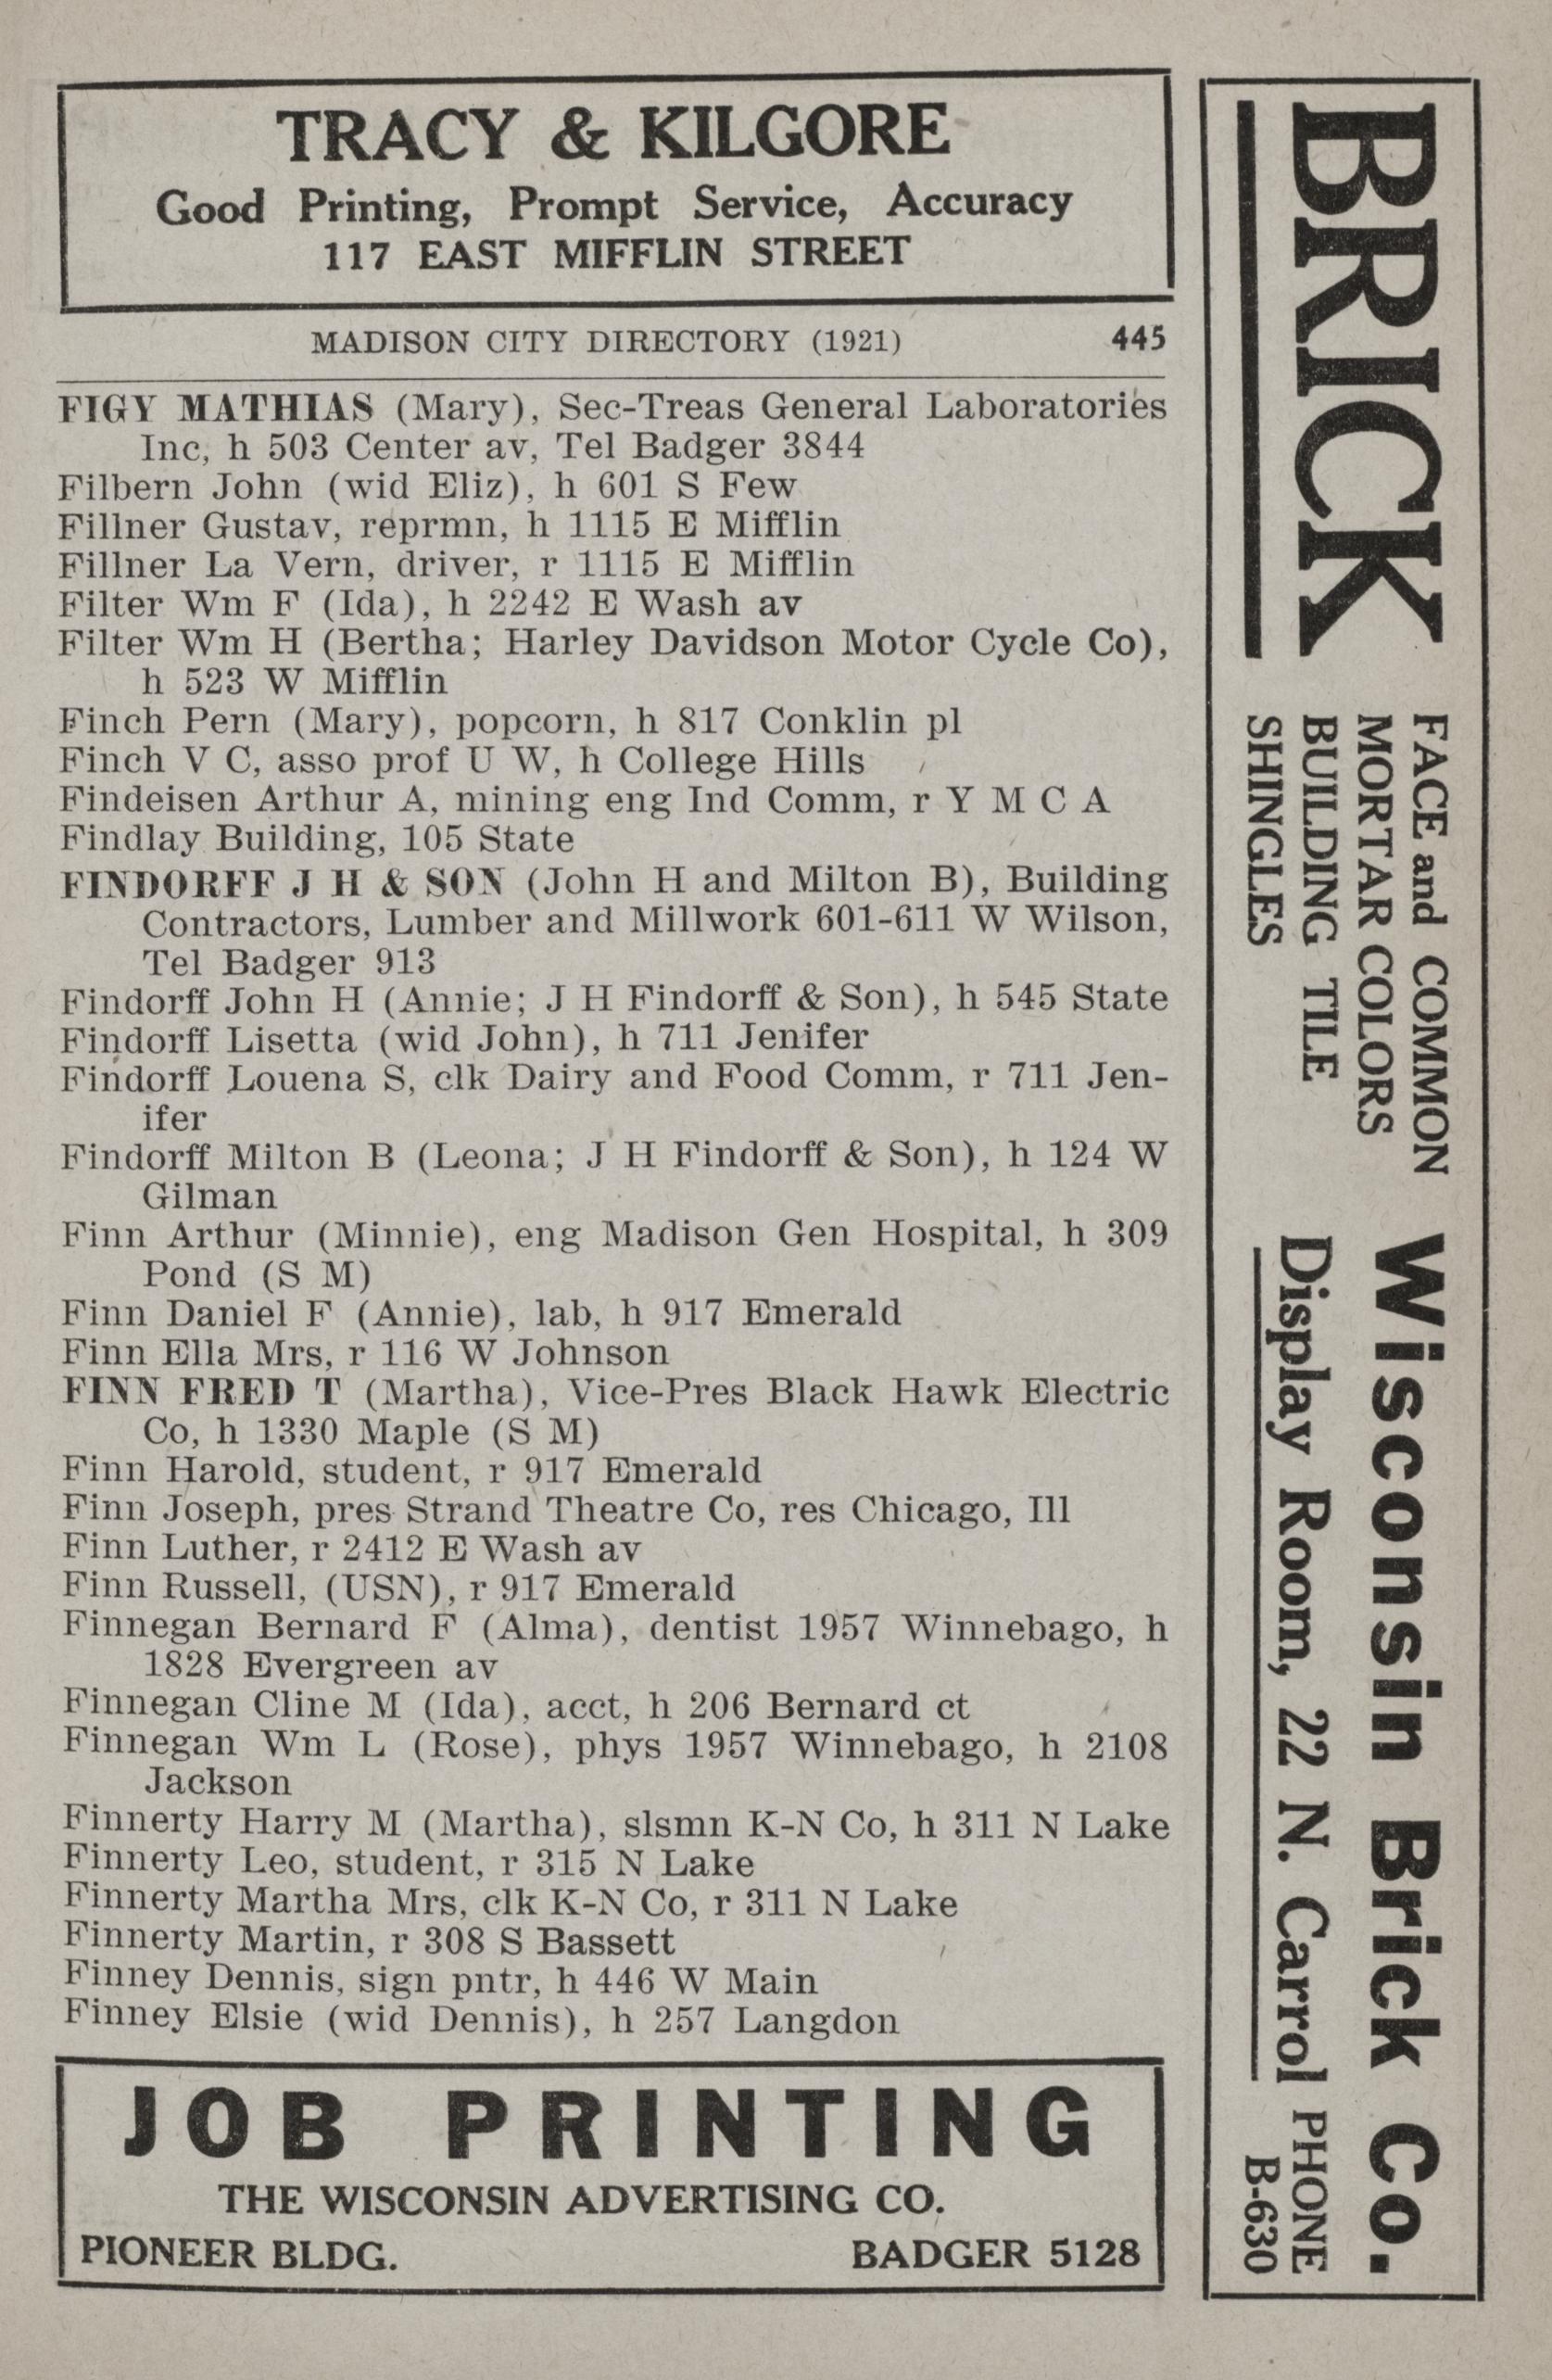 TRACY & KILGORE
Good Printing, Prompt Service, Accuracy
117 EAST MIFFLIN STREET
MADISON CITY DIRECTORY (1921) 445
FIGY MATHIAS (Mary), Sec-Treas General Laboratories
Inc, h 503 Center av, Tel Badger 3844
Filbern John (wid Eliz), h 601 S Few
Fillner Gustav, reprmn, h 1115 E Mifflin
Fillner La Vern, driver, r 1115 E Mifflin
Filter Wm F (Ida), h 2242 E Wash av
Filter Wm H (Bertha; Harley Davidson Motor Cycle Co),
h 523 W Mifflin
Finch Pern (Mary), popcorn, h 817 Conklin pl
Finch V C, asso prof U W, h College Hills
Findeisen Arthur A, mining eng Ind Comm, r Y M C A
Findlay Building, 105 State
FINDORFF J H & SON (John H and Milton B), Building
Contractors, Lumber and Millwork 601-611 W Wilson,
Tel Badger 913
Findorff John H (Annie; J H Findorff & Son), h 545 State
Findorff Lisetta (wid John), h 711 Jenifer
Findorff Louena S, clk Dairy and Food Comm, r 711 Jen-
ifer
Findorff Milton B (Leona; J H Findorff & Son), h 124 W
Gilman
Finn Arthur (Minnie), eng Madison Gen Hospital, h 309
Pond (S M)
Finn Daniel F (Annie), lab, h 917 Emerald
Finn Ella Mrs, r 116 W Johnson
FINN FRED T (Martha), Vice-Pres Black Hawk Electric
Co, h 1330 Maple (S M)
Finn Harold, student, r 917 Emerald
Finn Joseph, pres Strand Theatre Co, res Chicago, Ill
Finn Luther, r 2412 E Wash av
Finn Russell, (USN), r 917 Emerald
Finnegan Bernard F (Alma), dentist 1957 Winnebago, h
1828 Evergreen av
Finnegan Cline M (Ida), acct, h 206 Bernard ct
Finnegan Wm L (Rose), phys 1957 Winnebago, h 2108
Jackson
Finnerty Harry M (Martha), slsmn K-N Co, h 311 N Lake
Finnerty Leo, student, r 315 N Lake
Finnerty Martha Mrs, clk K-N Co, r 311 N Lake
Finnerty Martin, r 308 S Bassett
Finney Dennis, sign pntr, h 446 W Main
Finney Elsie (wid Dennis), h 257 Langdon
JOB PRINTING
THE WISCONSIN ADVERTISING CO.
PIONEER BLDG. BADGER 5128
BRICK
FACE and COMMON
MORTAR COLORS
BUILDING TILE
SHINGLES
Wisconsin Brick Co.
Display Room, 22 N. Carrol
PHONE
B-630